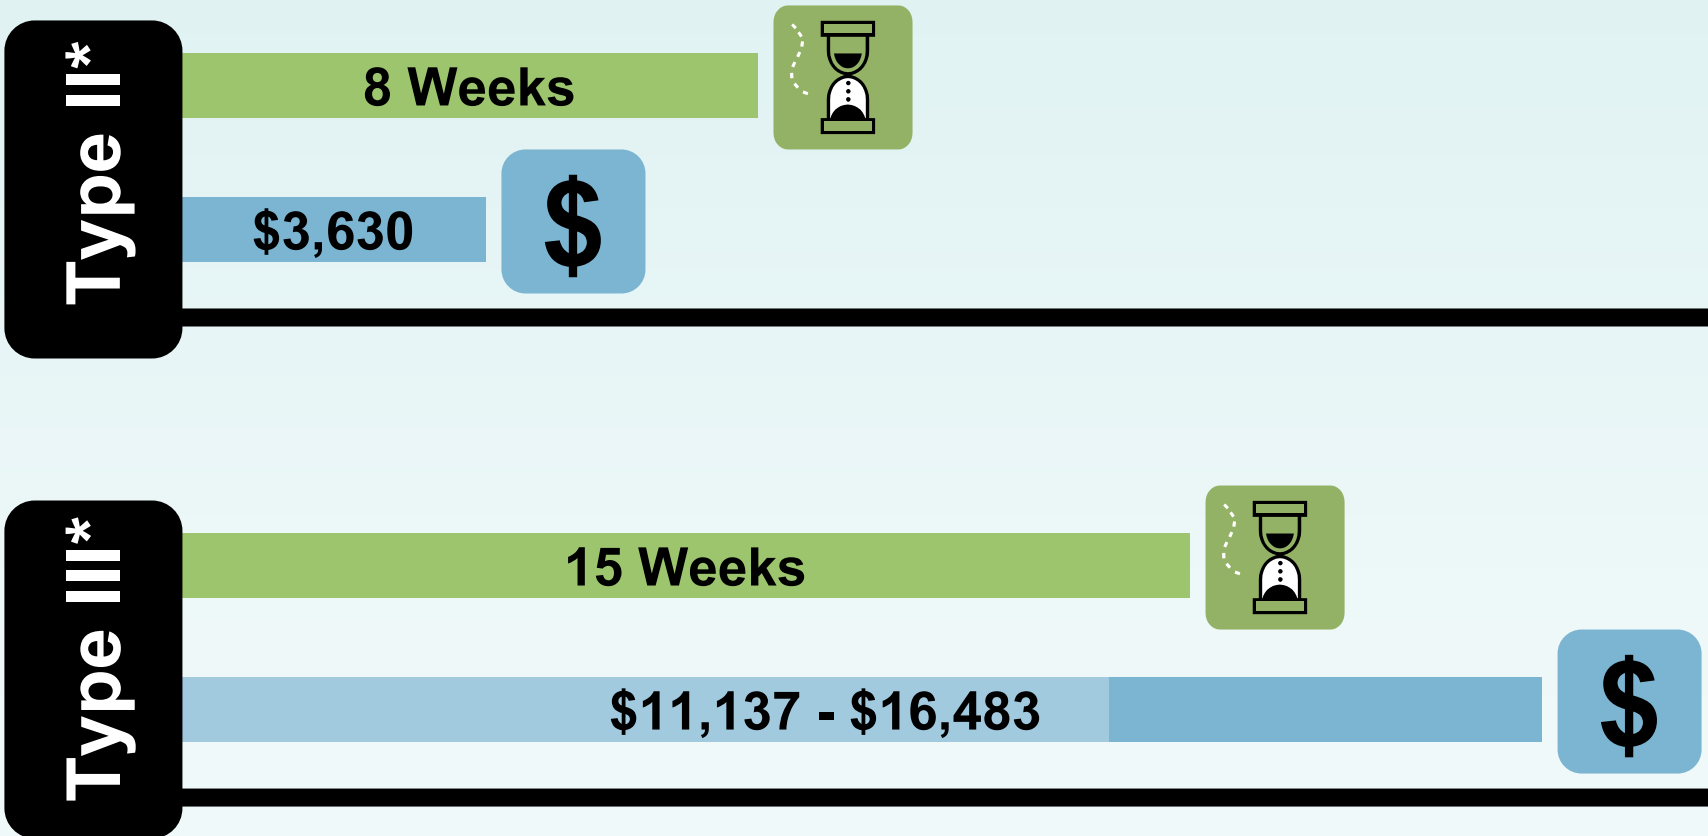 Type II*
8 Weeks
$3,630
$
Type III*
15 Weeks
$11,137 - $16,483
$